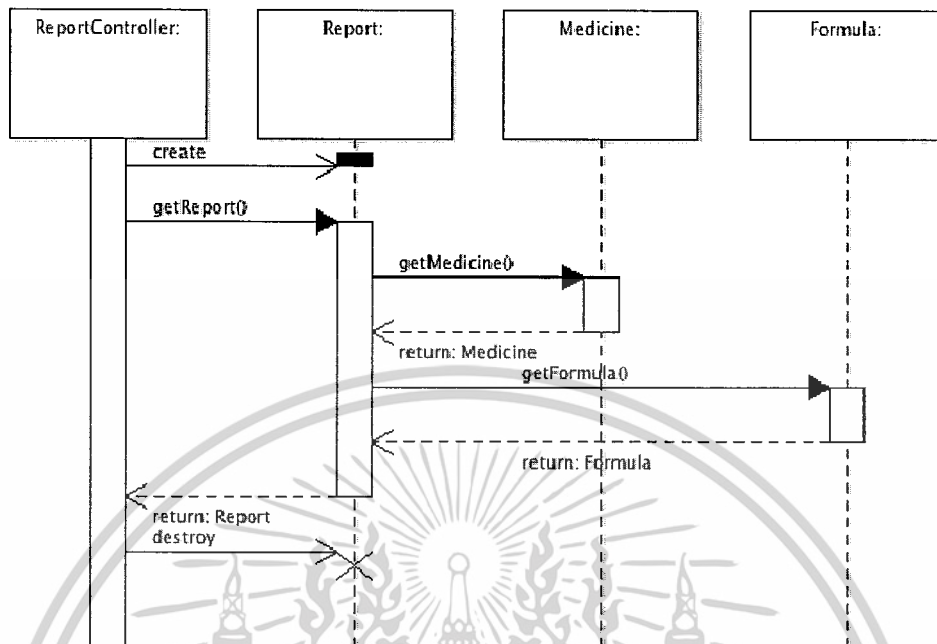 ReportController:
Report:
Medicine:
Formula:
create
getReport()
getMedicine()
return: Medicine
getFormula()
return: Formula
return: Report
destroy